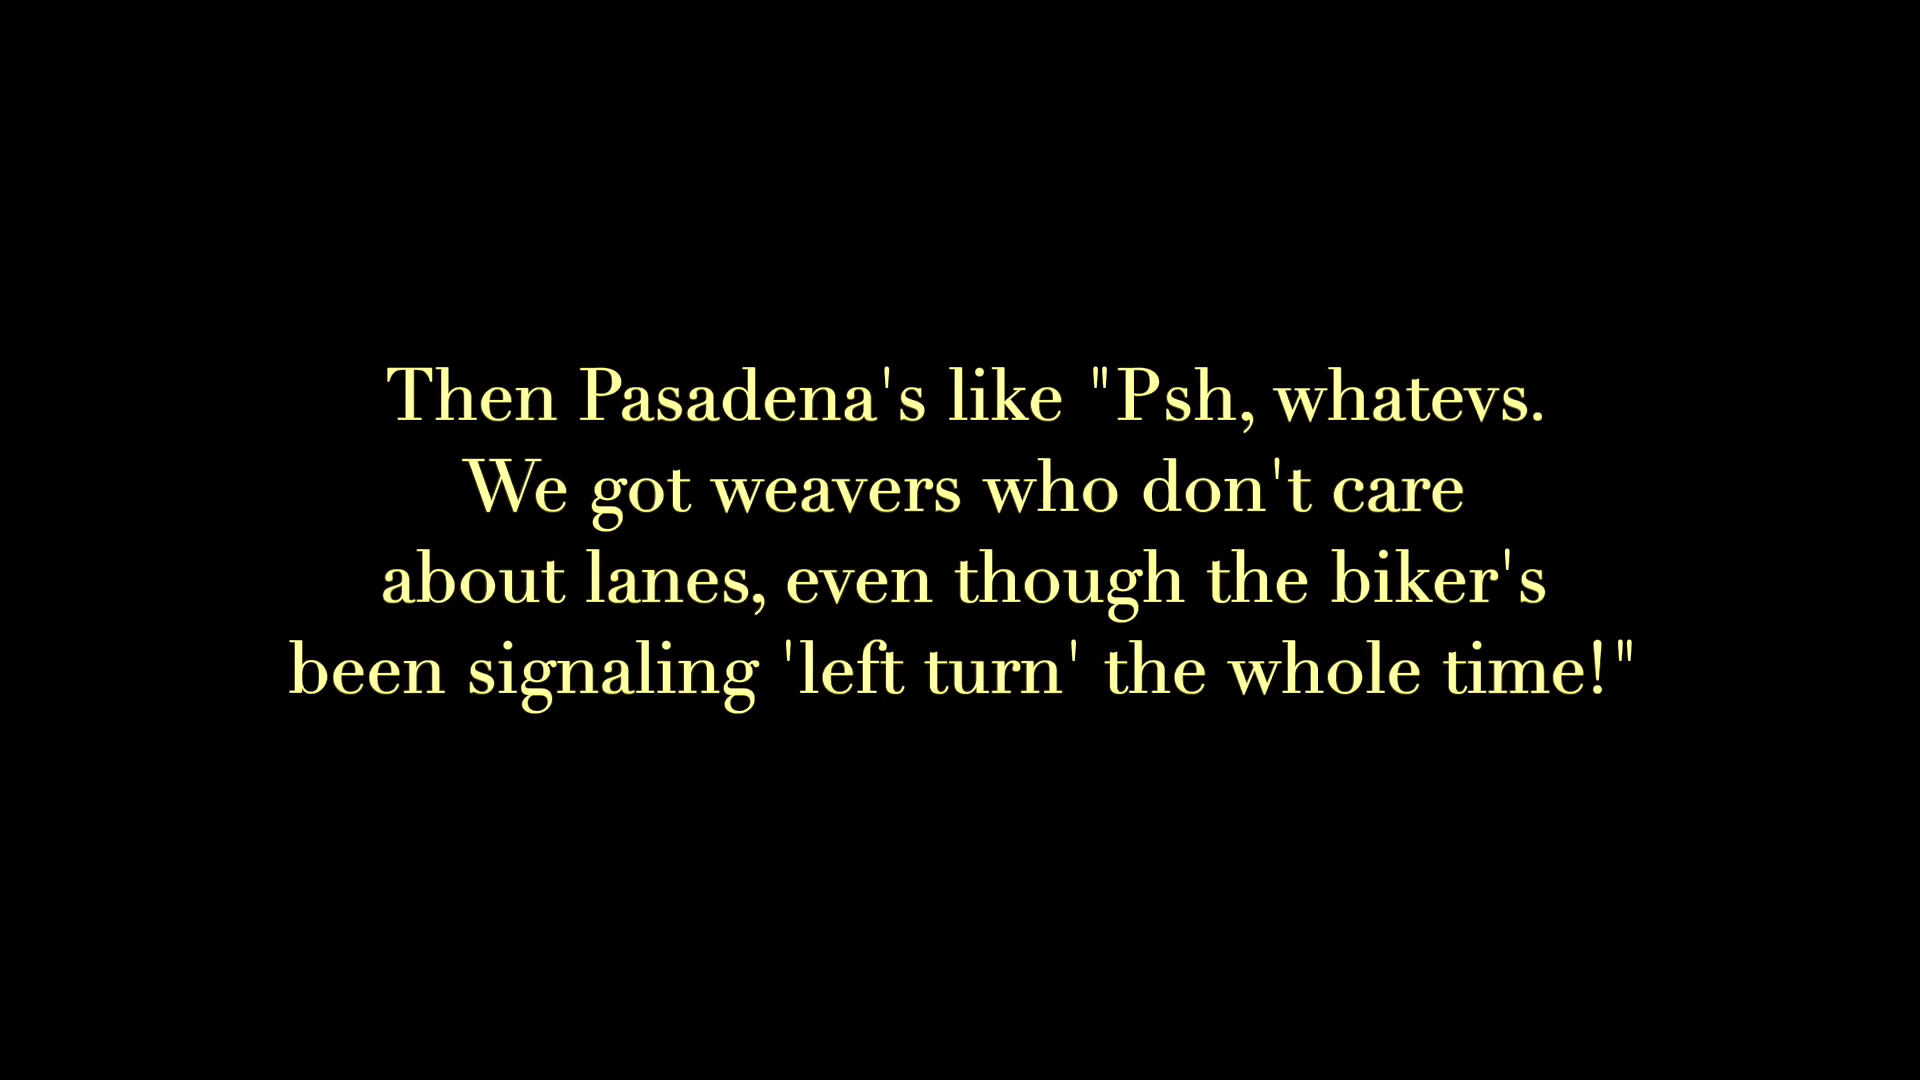 Then Pasadena's like "Psh, whatevs.
We got weavers who don't care
about lanes, even though the biker's
been signaling 'left turn' the whole time!"